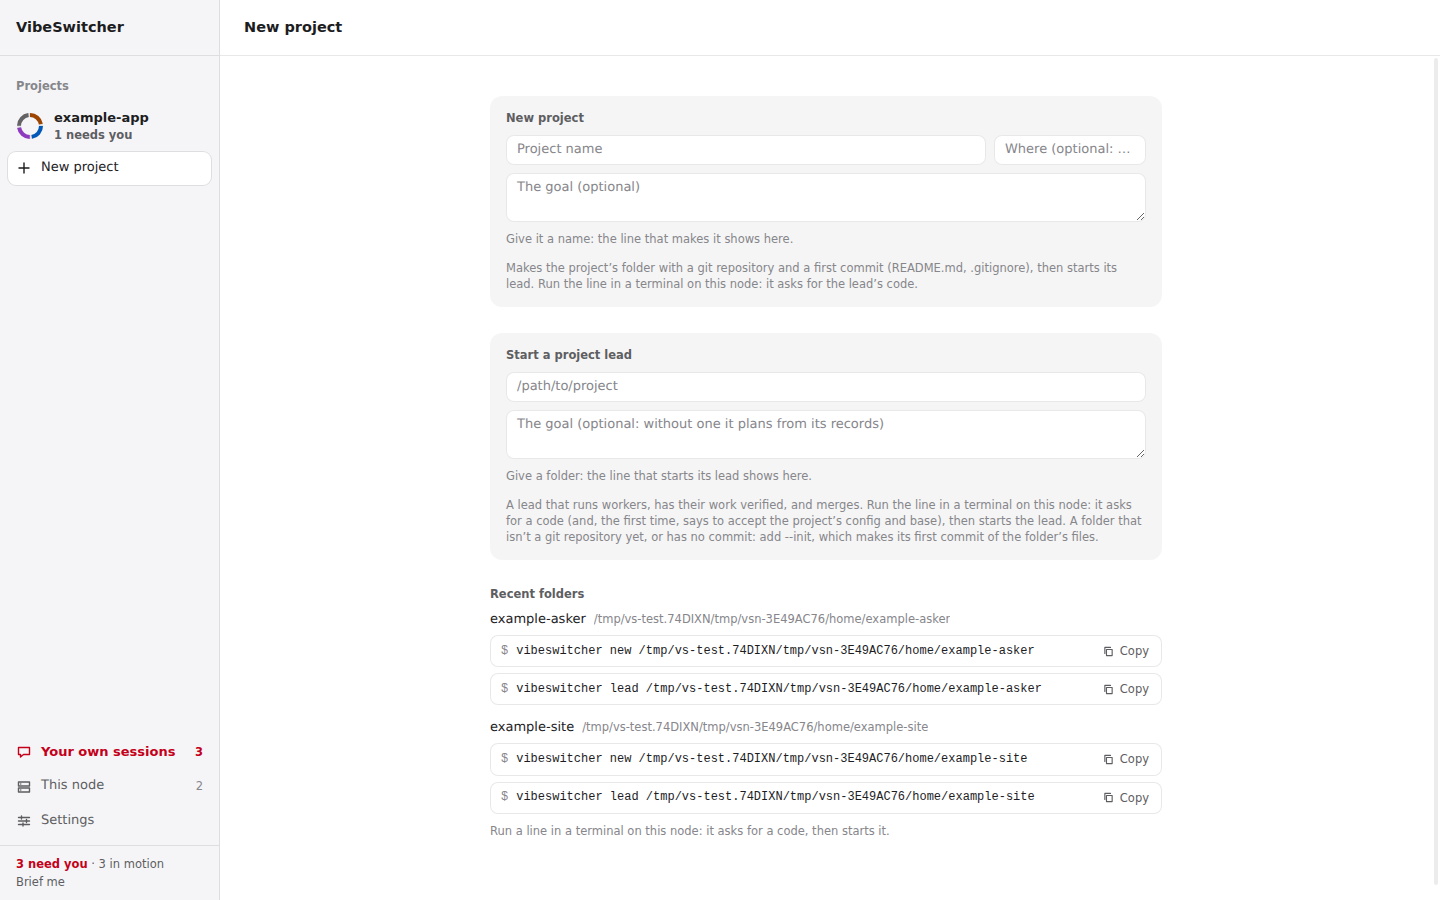 VibeSwitcher
New project
Projects
example-app
1 needs you
New project
New project
Project name
Where (optional: ...
The goal (optional)
Give it a name: the line that makes it shows here.
Makes the project’s folder with a git repository and a first commit (README.md, .gitignore), then starts its
lead. Run the line in a terminal on this node: it asks for the lead’s code.
Start a project lead
/path/to/project
The goal (optional: without one it plans from its records)
Give a folder: the line that starts its lead shows here.
A lead that runs workers, has their work verified, and merges. Run the line in a terminal on this node: it asks
for a code (and, the first time, says to accept the project’s config and base), then starts the lead. A folder that
isn’t a git repository yet, or has no commit: add --init, which makes its first commit of the folder’s files.
Recent folders
example-asker /tmp/vs-test.74DIXN/tmp/vsn-3E49AC76/home/example-asker
$ vibeswitcher new /tmp/vs-test.74DIXN/tmp/vsn-3E49AC76/home/example-asker Copy
$ vibeswitcher lead /tmp/vs-test.74DIXN/tmp/vsn-3E49AC76/home/example-asker Copy
example-site /tmp/vs-test.74DIXN/tmp/vsn-3E49AC76/home/example-site
$ vibeswitcher new /tmp/vs-test.74DIXN/tmp/vsn-3E49AC76/home/example-site Copy
$ vibeswitcher lead /tmp/vs-test.74DIXN/tmp/vsn-3E49AC76/home/example-site Copy
Run a line in a terminal on this node: it asks for a code, then starts it.
Your own sessions 3
This node 2
Settings
3 need you · 3 in motion
Brief me